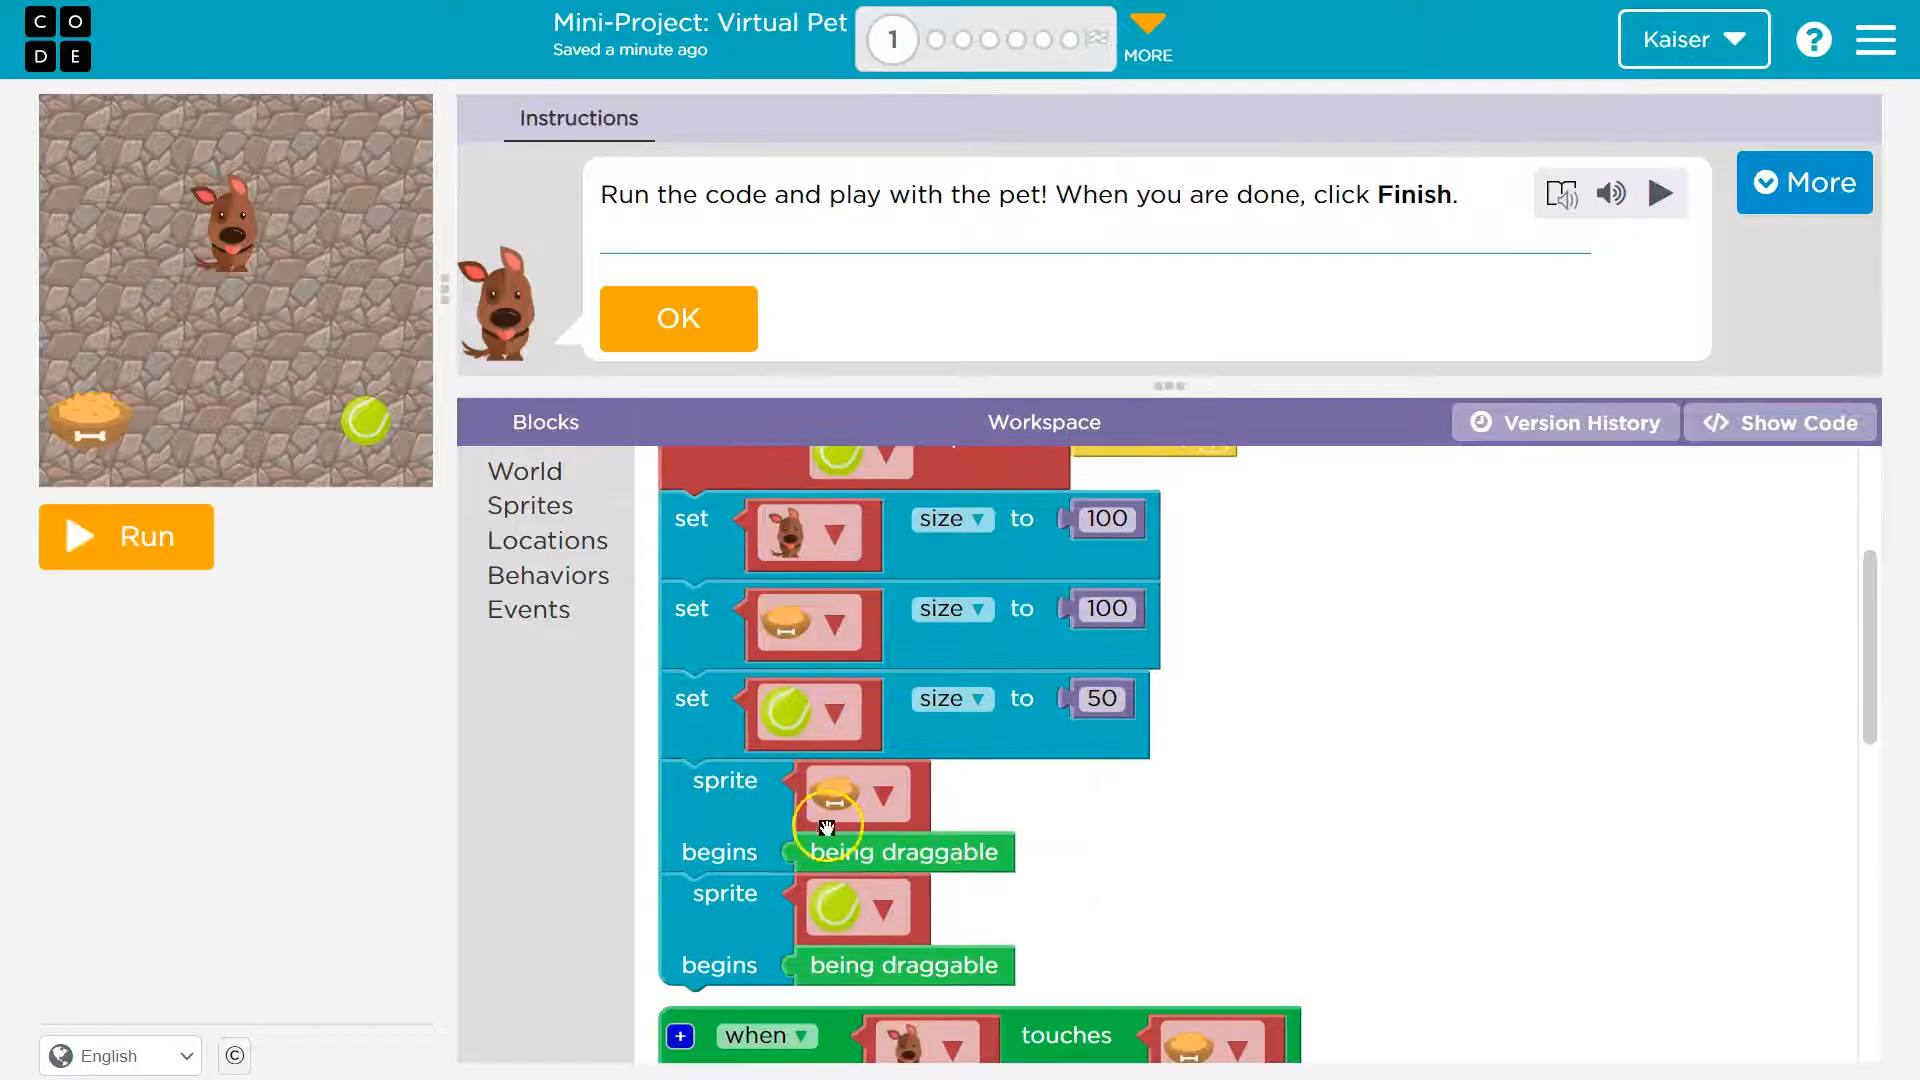 C O
D E
Mini-Project: Virtual Pet
Saved a minute ago
1
MORE
Kaiser
?
Instructions
Run the code and play with the pet! When you are done, click Finish.
More
OK
Blocks
Workspace
Version History
</> Show Code
World
Sprites
Locations
Behaviors
Events
set size to 100
set size to 100
set size to 50
sprite
begins being draggable
sprite
begins being draggable
+ when touches
Run
English
©